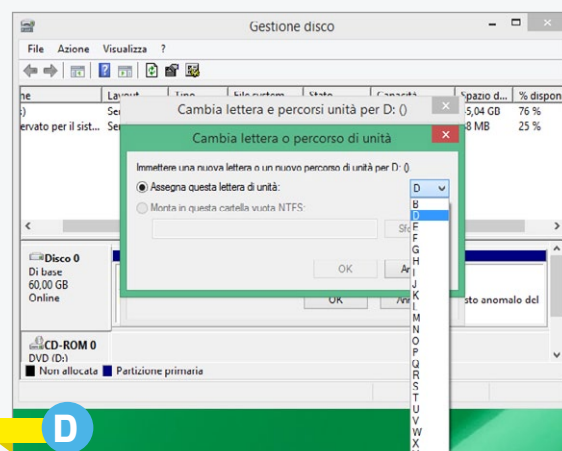 Gestione disco
File Azione Visualizza ?
Layout Tipo File system Stato Capacità Spazio d... % dispon
5,04 GB 76 %
ervato per il sist... 8 MB 25 %
Cambia lettera e percorsi unità per D: ()
Cambia lettera o percorso di unità
Immettere una nuova lettera o un nuovo percorso di unità per D: ().
Assegna questa lettera di unità:
D
Monta in questa cartella vuota NTFS:
OK
OK
B
D
E
F
G
H
I
J
K
L
M
N
O
P
Q
R
S
T
U
V
W
X
Disco 0
Di base
60,00 GB
Online
sto anomalo del
CD-ROM 0
DVD (D:)
Non allocata Partizione primaria
D